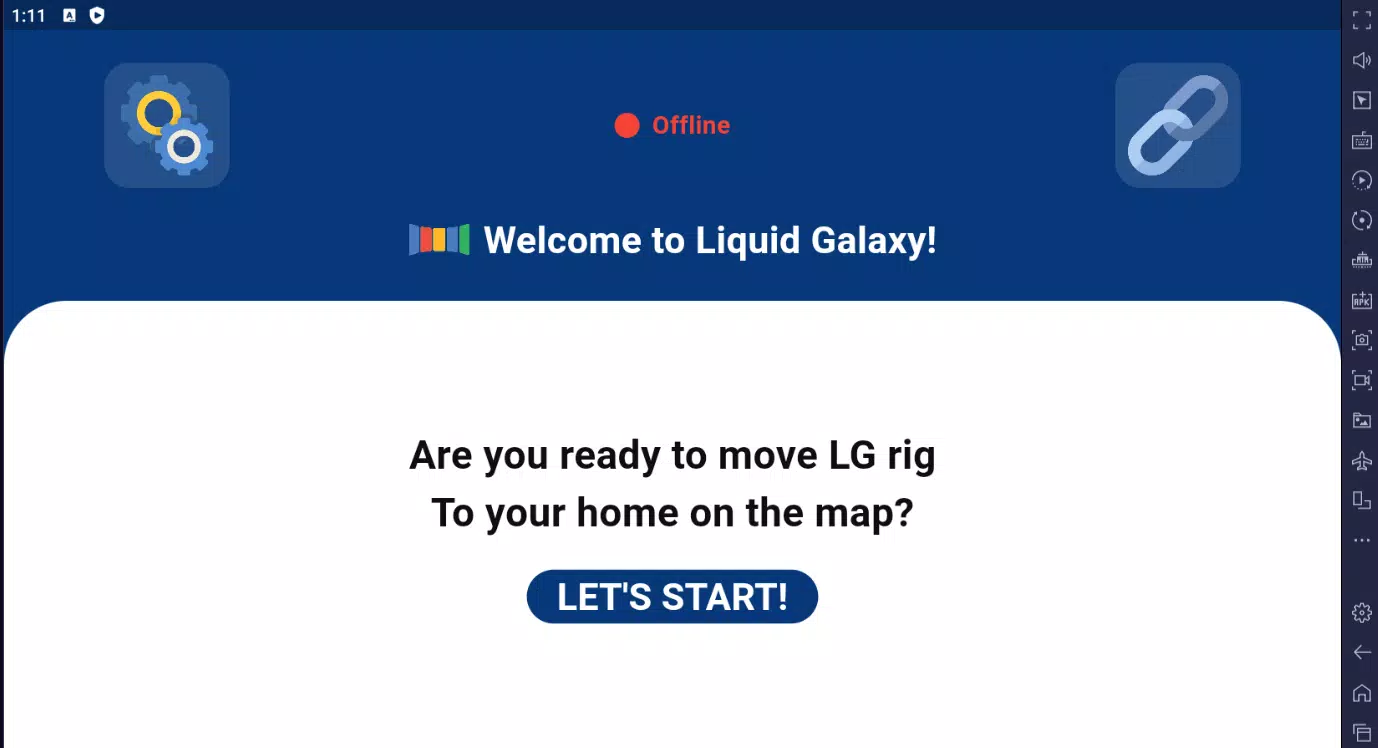 1:11
Offline
Welcome to Liquid Galaxy!
Are you ready to move LG rig
To your home on the map?
LET'S START!